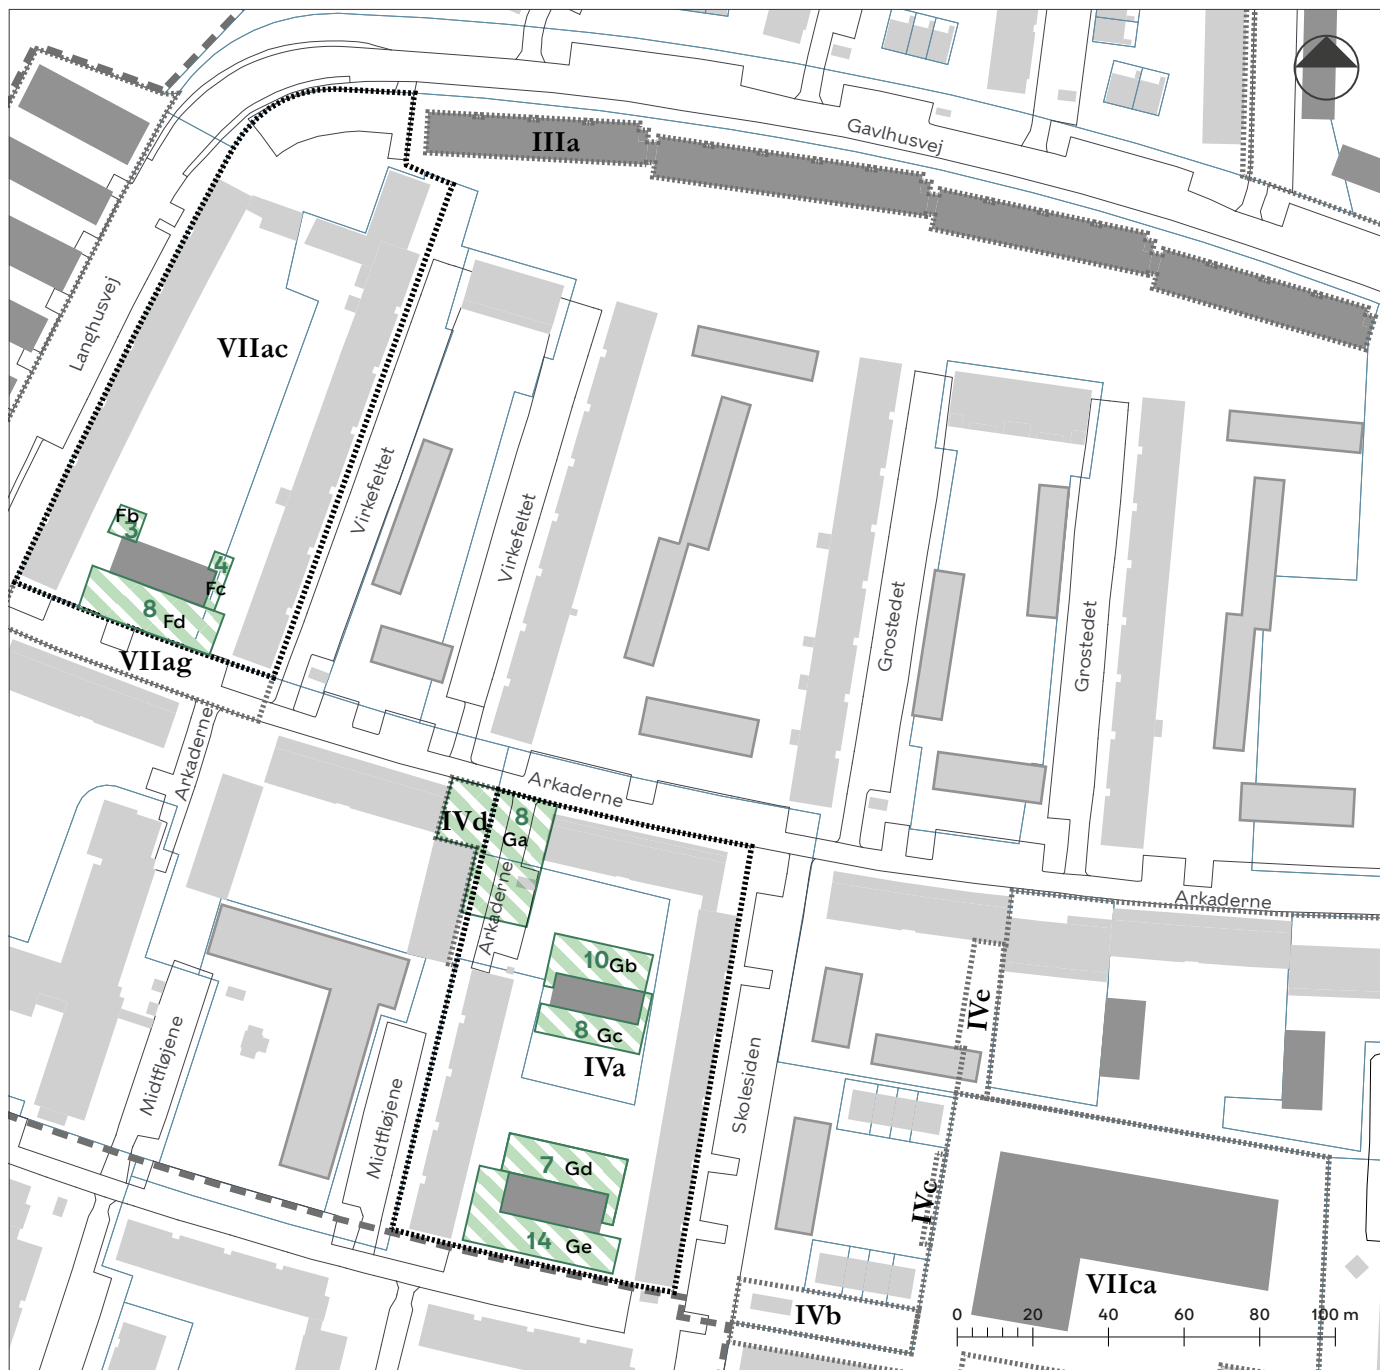 Gavlhusvej
IIIa
Langhusvej
VIIac
Virkefeltet
Virkefeltet
Grostedet
Grostedet
Fb
3
4
Fc
8
Fd
VIIag
Arkaderne
Arkaderne
IVd
8
Ga
Arkaderne
Arkaderne
10
Gb
8
Gc
IVa
IVe
Midtfløjene
Midtfløjene
Skolesiden
7
Gd
14
Ge
IVc
IVb
VIIca
0 20 40 60 80 100 m